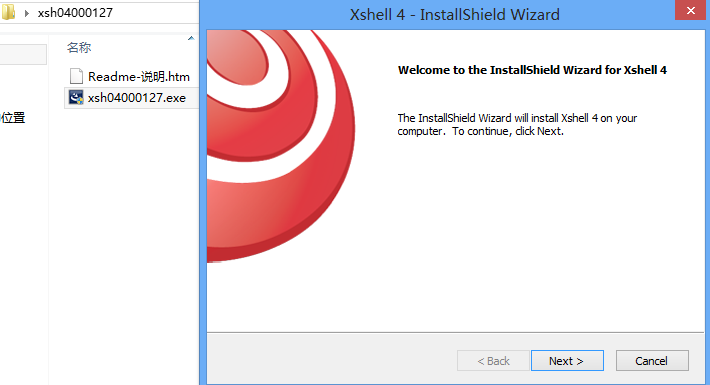 xsh04000127
名称
Readme-说明.htm
xsh04000127.exe
位置
Xshell 4 - InstallShield Wizard
Welcome to the InstallShield Wizard for Xshell 4
The InstallShield Wizard will install Xshell 4 on your
computer. To continue, click Next.
< Back
Next >
Cancel